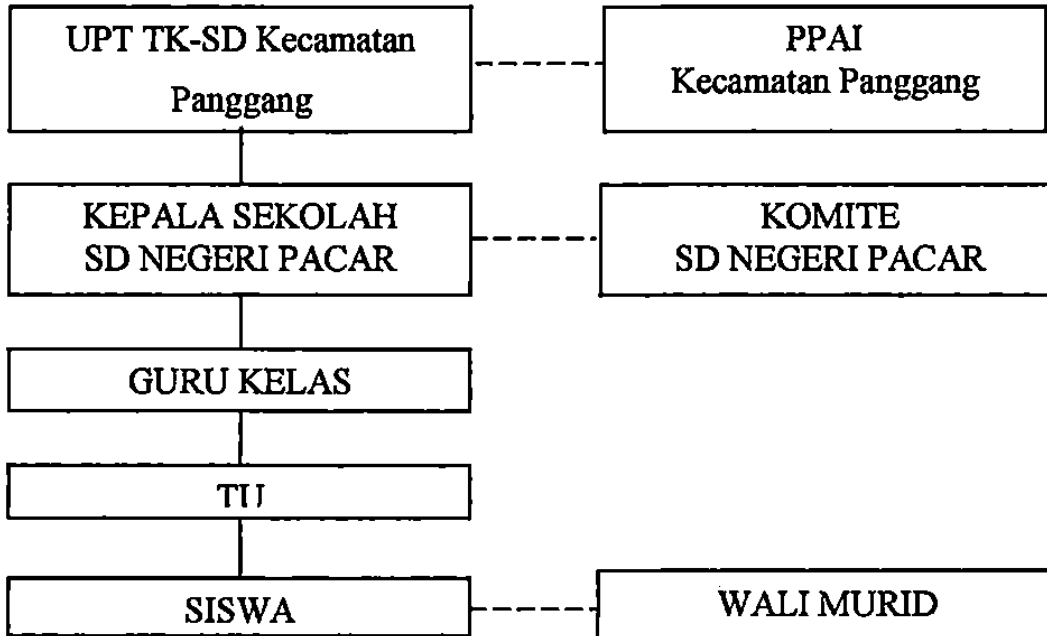 UPT TK-SD Kecamatan
Panggang
PPAI
Kecamatan Panggang
KEPALA SEKOLAH
SD NEGERI PACAR
KOMITE
SD NEGERI PACAR
GURU KELAS
TU
SISWA
WALI MURID